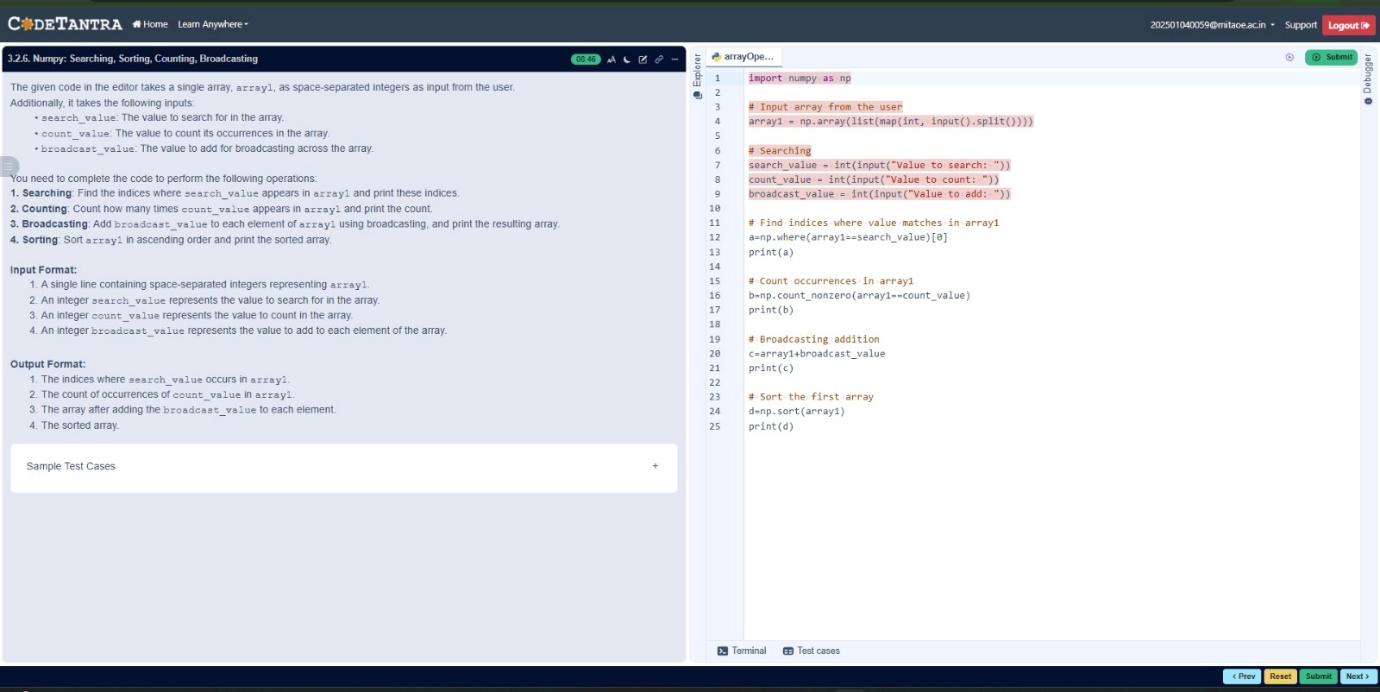 CODETANTRA Home Learn Anywhere 202501040059@mitaoe.ac.in Support Logout
3.2.6. Numpy: Searching, Sorting, Counting, Broadcasting 03:46 AA
The given code in the editor takes a single array, array1, as space-separated integers as input from the user.
Additionally, it takes the following inputs:
• search_value: The value to search for in the array.
• count_value: The value to count its occurrences in the array.
• broadcast_value: The value to add for broadcasting across the array.
You need to complete the code to perform the following operations:
1. Searching: Find the indices where search_value appears in array1 and print these indices.
2. Counting: Count how many times count_value appears in array1 and print the count.
3. Broadcasting: Add broadcast_value to each element of array1 using broadcasting, and print the resulting array.
4. Sorting: Sort array1 in ascending order and print the sorted array.
Input Format:
1. A single line containing space-separated integers representing array1.
2. An integer search_value represents the value to search for in the array.
3. An integer count_value represents the value to count in the array.
4. An integer broadcast_value represents the value to add to each element of the array.
Output Format:
1. The indices where search_value occurs in array1.
2. The count of occurrences of count_value in array1.
3. The array after adding the broadcast_value to each element.
4. The sorted array.
Sample Test Cases +
Explorer
arrayOpe...
Submit
Debugger
1 import numpy as np
2
3 # Input array from the user
4 array1 = np.array(list(map(int, input().split())))
5
6 # Searching
7 search_value = int(input("Value to search: "))
8 count_value = int(input("Value to count: "))
9 broadcast_value = int(input("Value to add: "))
10
11 # Find indices where value matches in array1
12 a=np.where(array1==search_value)[0]
13 print(a)
14
15 # Count occurrences in array1
16 b=np.count_nonzero(array1==count_value)
17 print(b)
18
19 # Broadcasting addition
20 c=array1+broadcast_value
21 print(c)
22
23 # Sort the first array
24 d=np.sort(array1)
25 print(d)
Terminal Test cases
< Prev Reset Submit Next >